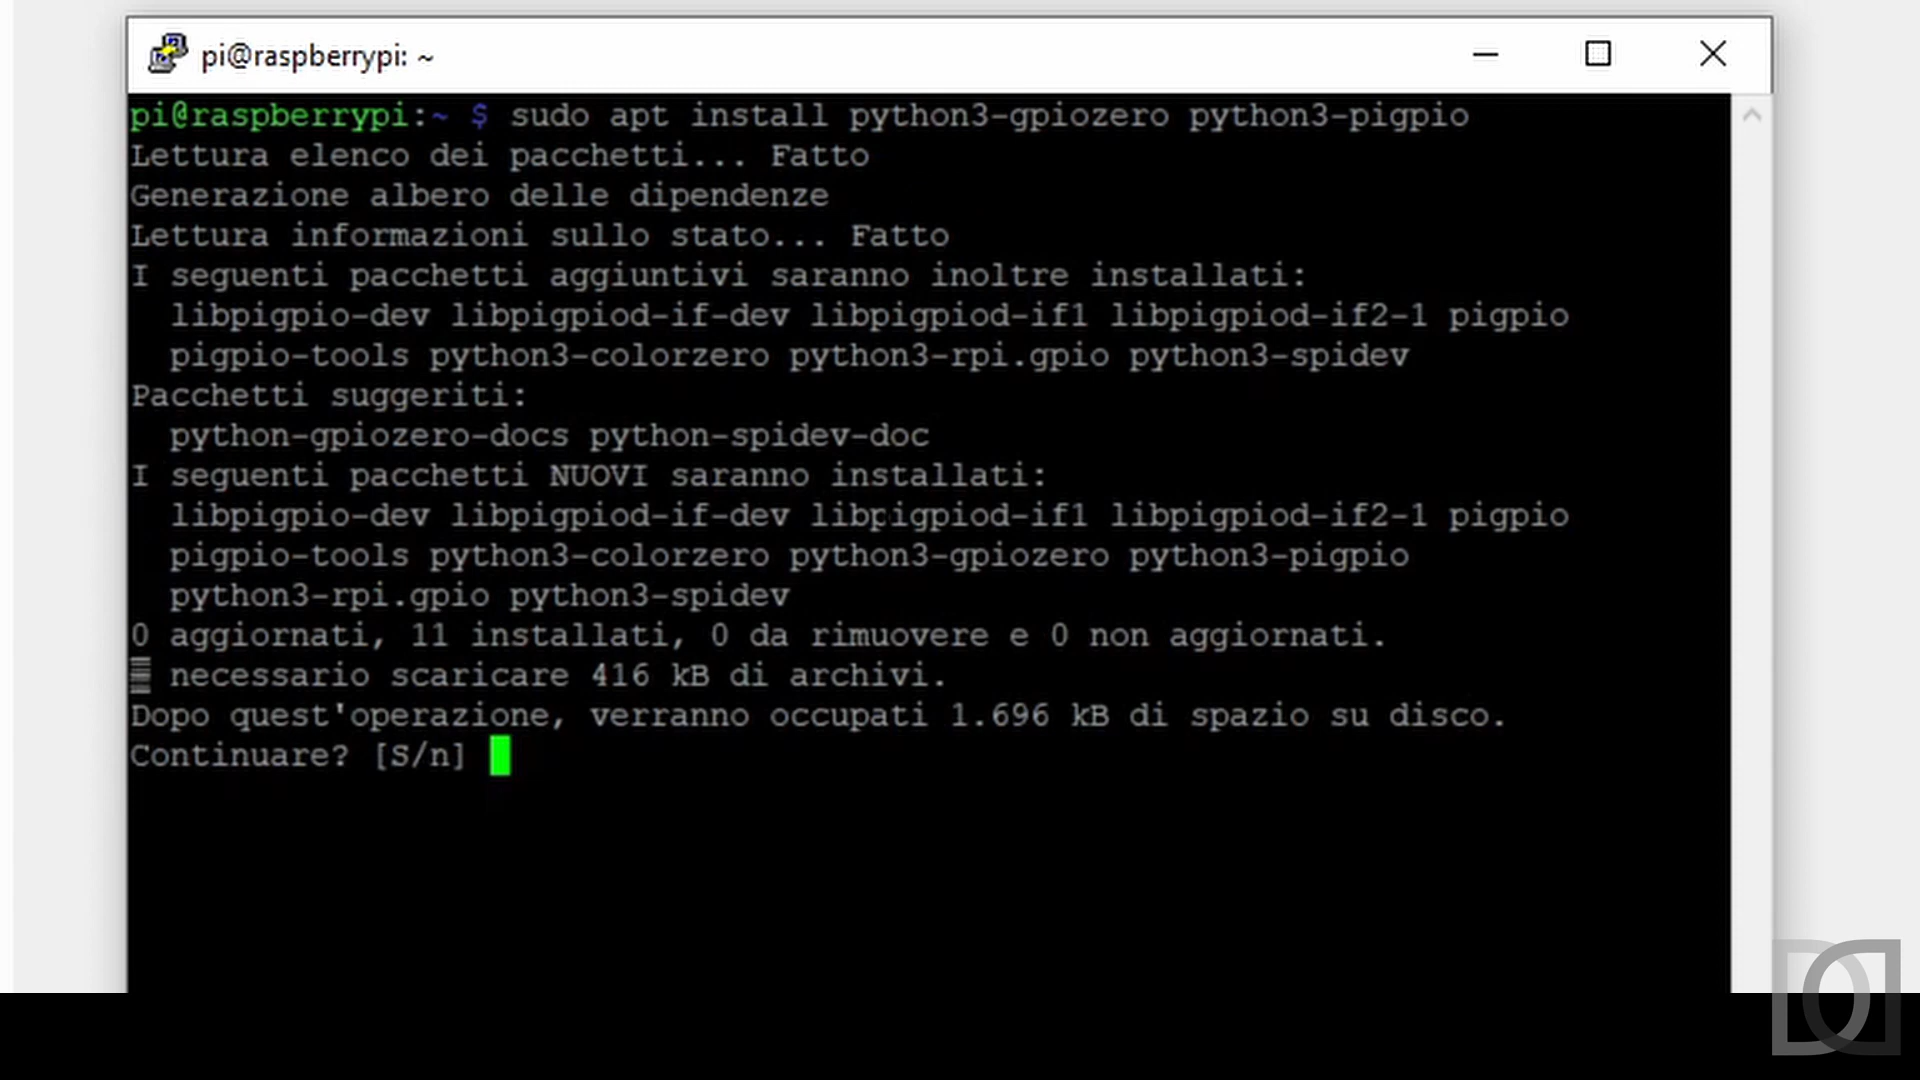 pi@raspberrypi: ~
pi@raspberrypi:~ $ sudo apt install python3-gpiozero python3-pigpio
Lettura elenco dei pacchetti... Fatto
Generazione albero delle dipendenze
Lettura informazioni sullo stato... Fatto
I seguenti pacchetti aggiuntivi saranno inoltre installati:
libpigpio-dev libpigpiod-if-dev libpigpiod-if1 libpigpiod-if2-1 pigpio
pigpio-tools python3-colorzero python3-rpi.gpio python3-spidev
Pacchetti suggeriti:
python-gpiozero-docs python-spidev-doc
I seguenti pacchetti NUOVI saranno installati:
libpigpio-dev libpigpiod-if-dev libpigpiod-if1 libpigpiod-if2-1 pigpio
pigpio-tools python3-colorzero python3-gpiozero python3-pigpio
python3-rpi.gpio python3-spidev
0 aggiornati, 11 installati, 0 da rimuovere e 0 non aggiornati.
necessario scaricare 416 kB di archivi.
Dopo quest'operazione, verranno occupati 1.696 kB di spazio su disco.
Continuare? [S/n]